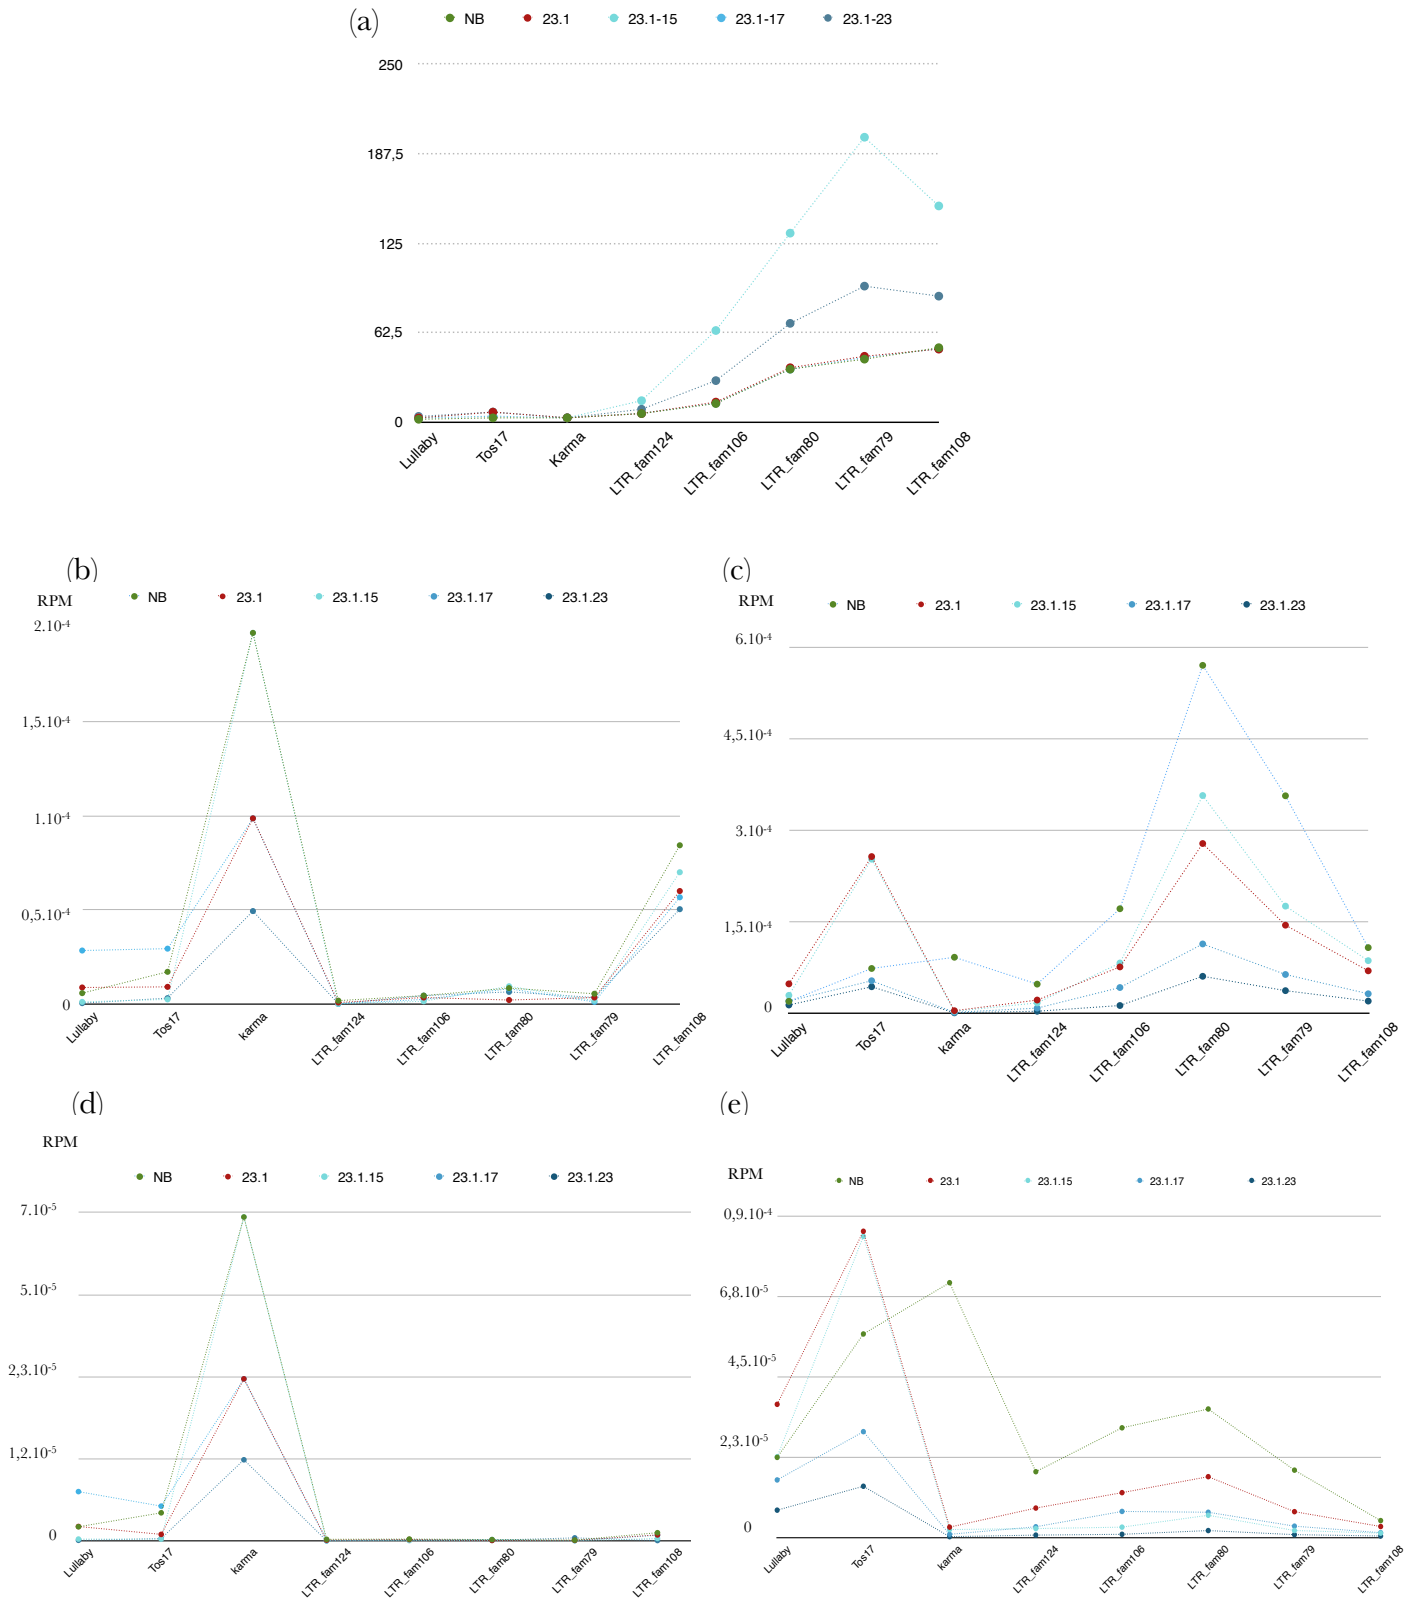 (a)
NB 23.1 23.1-15 23.1-17 23.1-23
250
187,5
125
62,5
0
Lullaby Tos17 Karma LTR_fam124 LTR_fam106 LTR_fam80 LTR_fam79 LTR_fam108
(b)
RPM
NB 23.1 23.1.15 23.1.17 23.1.23
2.10⁻⁴
1,5.10⁻⁴
1.10⁻⁴
0,5.10⁻⁴
0
Lullaby Tos17 karma LTR_fam124 LTR_fam106 LTR_fam80 LTR_fam79 LTR_fam108
(c)
RPM
NB 23.1 23.1.15 23.1.17 23.1.23
6.10⁻⁴
4,5.10⁻⁴
3.10⁻⁴
1,5.10⁻⁴
0
Lullaby Tos17 karma LTR_fam124 LTR_fam106 LTR_fam80 LTR_fam79 LTR_fam108
(d)
RPM
NB 23.1 23.1.15 23.1.17 23.1.23
7.10⁻⁵
5.10⁻⁵
2,3.10⁻⁵
1,2.10⁻⁵
0
Lullaby Tos17 karma LTR_fam124 LTR_fam106 LTR_fam80 LTR_fam79 LTR_fam108
(e)
RPM
NB 23.1 23.1.15 23.1.17 23.1.23
0,9.10⁻⁴
6,8.10⁻⁵
4,5.10⁻⁵
2,3.10⁻⁵
0
Lullaby Tos17 karma LTR_fam124 LTR_fam106 LTR_fam80 LTR_fam79 LTR_fam108